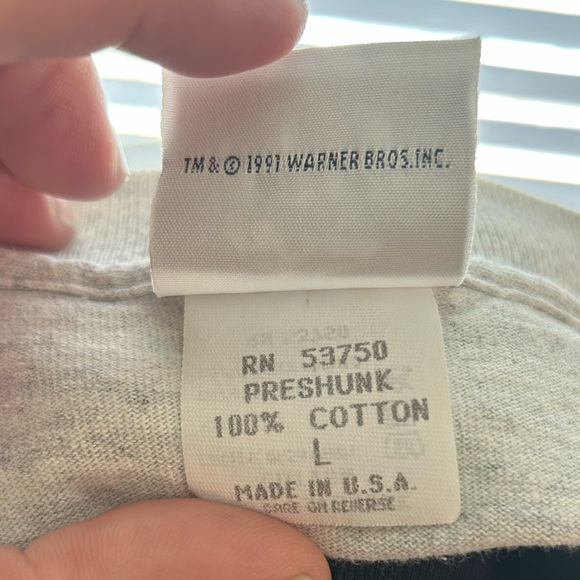 TM & © 1991 WARNER BROS.INC.
RN 53750
PRESHUNK
100% COTTON
L
MADE IN U.S.A.
CARE ON REVERSE